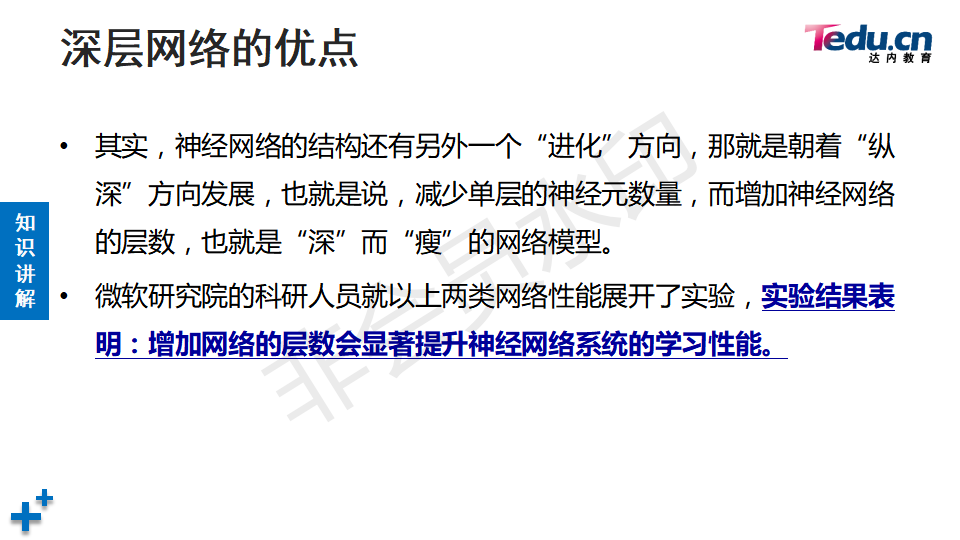 深层网络的优点
Tedu.cn
达内教育
• 其实，神经网络的结构还有另外一个“进化”方向，那就是朝着“纵
深”方向发展，也就是说，减少单层的神经元数量，而增加神经网络
的层数，也就是“深”而“瘦”的网络模型。
知识讲解
• 微软研究院的科研人员就以上两类网络性能展开了实验，实验结果表
明：增加网络的层数会显著提升神经网络系统的学习性能。
非会员水印